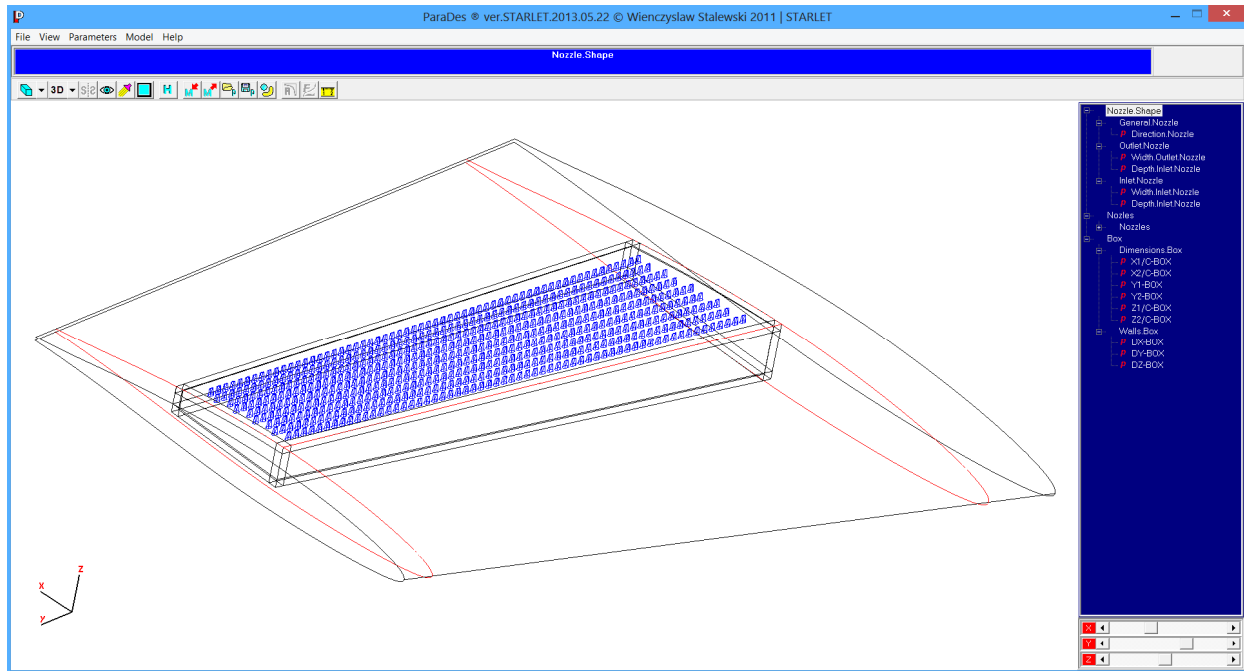 ParaDes ® ver.STARLET.2013.05.22 © Wienczyslaw Stalewski 2011 | STARLET
File View Parameters Model Help
Nozzle.Shape
3D
H
Nozzle.Shape
General.Nozzle
P Direction.Nozzle
Outlet.Nozzle
P Width.Outlet.Nozzle
P Depth.Inlet.Nozzle
Inlet.Nozzle
P Width.Inlet.Nozzle
P Depth.Inlet.Nozzle
Nozles
Nozzles
Box
Dimensions.Box
P X1/C-BOX
P X2/C-BOX
P Y1-BOX
P Y2-BOX
P Z1/C-BOX
P Z2/C-BOX
Walls.Box
P DX-BOX
P DY-BOX
P DZ-BOX
Z
X
Y
X
Y
Z